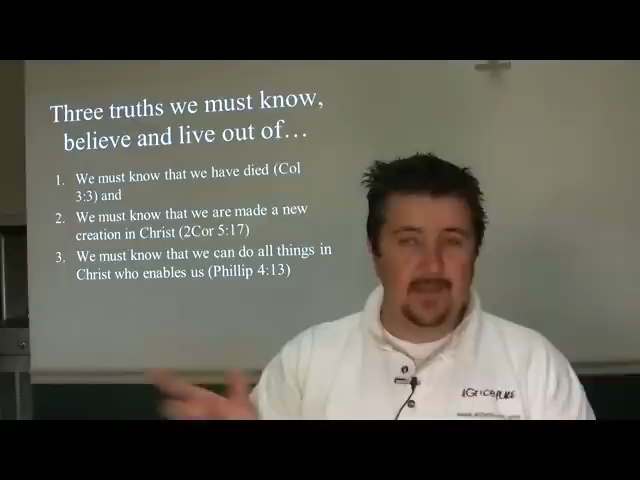 Three truths we must know,
believe and live out of…
1. We must know that we have died (Col
3:3) and
2. We must know that we are made a new
creation in Christ (2Cor 5:17)
3. We must know that we can do all things in
Christ who enables us (Phillip 4:13)